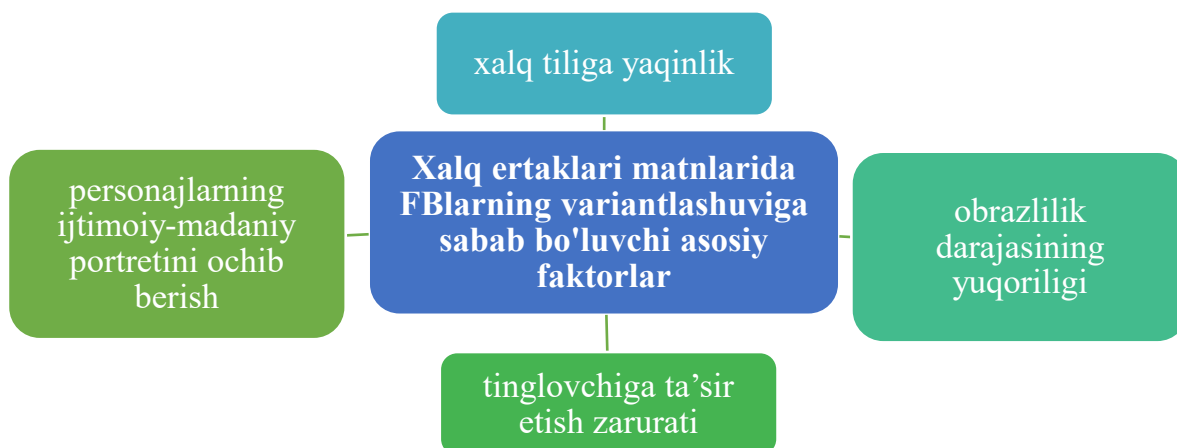 xalq tiliga yaqinlik
personajlarning
ijtimoiy-madaniy
portretini ochib
berish
Xalq ertaklari matnlarida
FBlarning variantlashuviga
sabab bo'luvchi asosiy
faktorlar
obrazlilik
darajasining
yuqoriligi
tinglovchiga ta’sir
etish zarurati